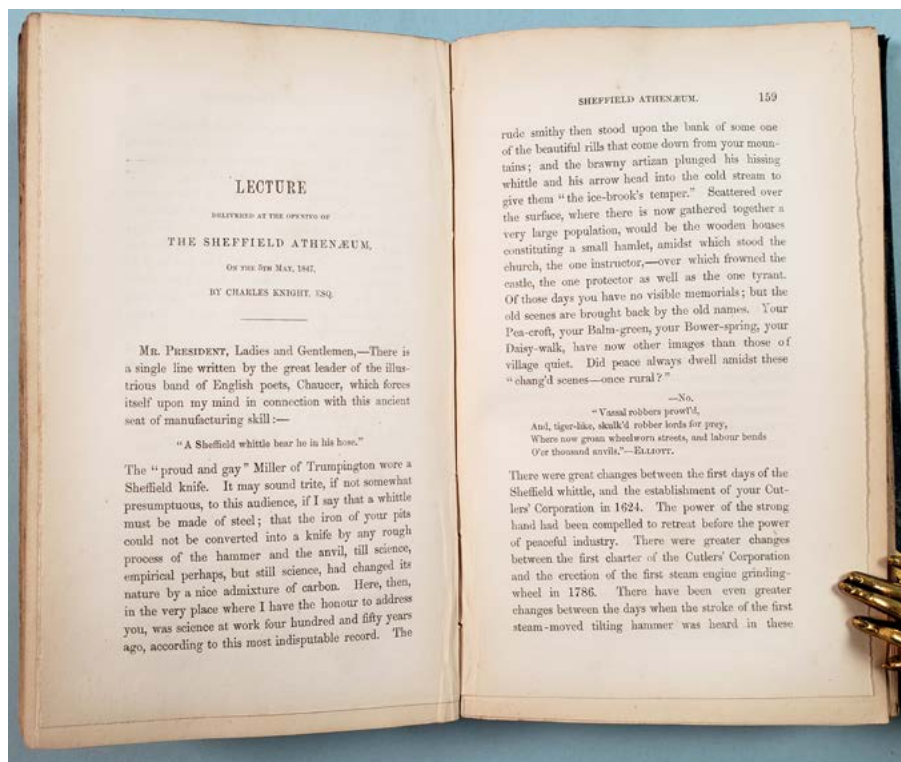 LECTURE
DELIVERED AT THE OPENING OF
THE SHEFFIELD ATHENÆUM,
ON THE 5TH MAY, 1847,
BY CHARLES KNIGHT, ESQ.
MR. PRESIDENT, Ladies and Gentlemen,—There is
a single line written by the great leader of the illus-
trious band of English poets, Chaucer, which forces
itself upon my mind in connection with this ancient
seat of manufacturing skill:—
"A Sheffield whittle bear he in his hose."
The "proud and gay" Miller of Trumpington wore a
Sheffield knife. It may sound trite, if not somewhat
presumptuous, to this audience, if I say that a whittle
must be made of steel; that the iron of your pits
could not be converted into a knife by any rough
process of the hammer and the anvil, till science,
empirical perhaps, but still science, had changed its
nature by a nice admixture of carbon. Here, then,
in the very place where I have the honour to address
you, was science at work four hundred and fifty years
ago, according to this most indisputable record. The
SHEFFIELD ATHENÆUM. 159
rude smithy then stood upon the bank of some one
of the beautiful rills that come down from your moun-
tains; and the brawny artizan plunged his hissing
whittle and his arrow head into the cold stream to
give them "the ice-brook's temper." Scattered over
the surface, where there is now gathered together a
very large population, would be the wooden houses
constituting a small hamlet, amidst which stood the
church, the one instructor,—over which frowned the
castle, the one protector as well as the one tyrant.
Of those days you have no visible memorials; but the
old scenes are brought back by the old names. Your
Pea-croft, your Balm-green, your Bower-spring, your
Daisy-walk, have now other images than those of
village quiet. Did peace always dwell amidst these
"chang'd scenes—once rural?"
—No.
"Vassal robbers prowl'd,
And, tiger-like, skulk'd robber lords for prey,
Where now groan wheelworn streets, and labour bends
O'er thousand anvils."—ELLIOTT.
There were great changes between the first days of the
Sheffield whittle, and the establishment of your Cut-
lers' Corporation in 1624. The power of the strong
hand had been compelled to retreat before the power
of peaceful industry. There were greater changes
between the first charter of the Cutlers' Corporation
and the erection of the first steam engine grinding-
wheel in 1786. There have been even greater
changes between the days when the stroke of the first
steam-moved tilting hammer was heard in these